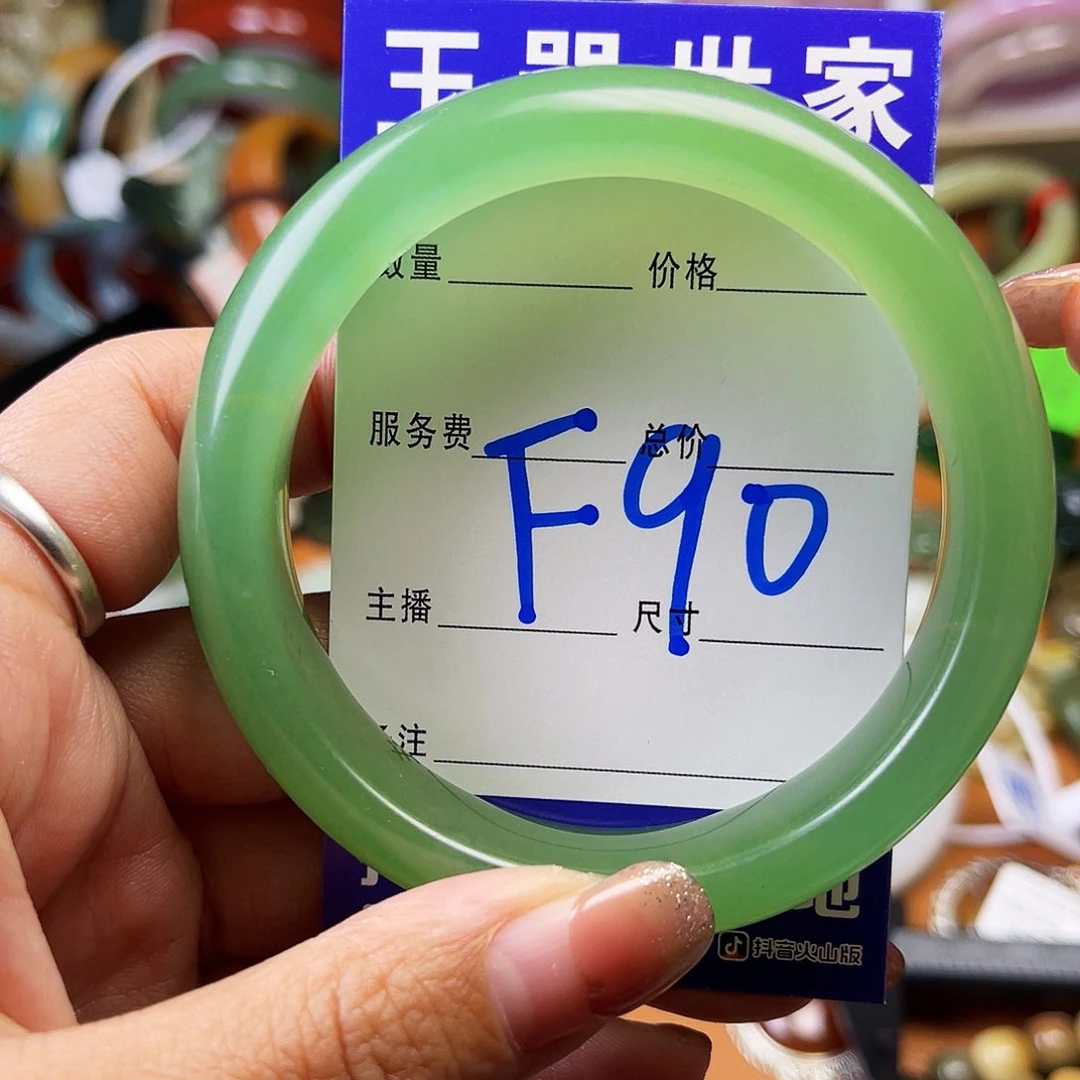 玉器世家
数量 价格
服务费 总价
F90
主播 尺寸
备注
抖音火山版